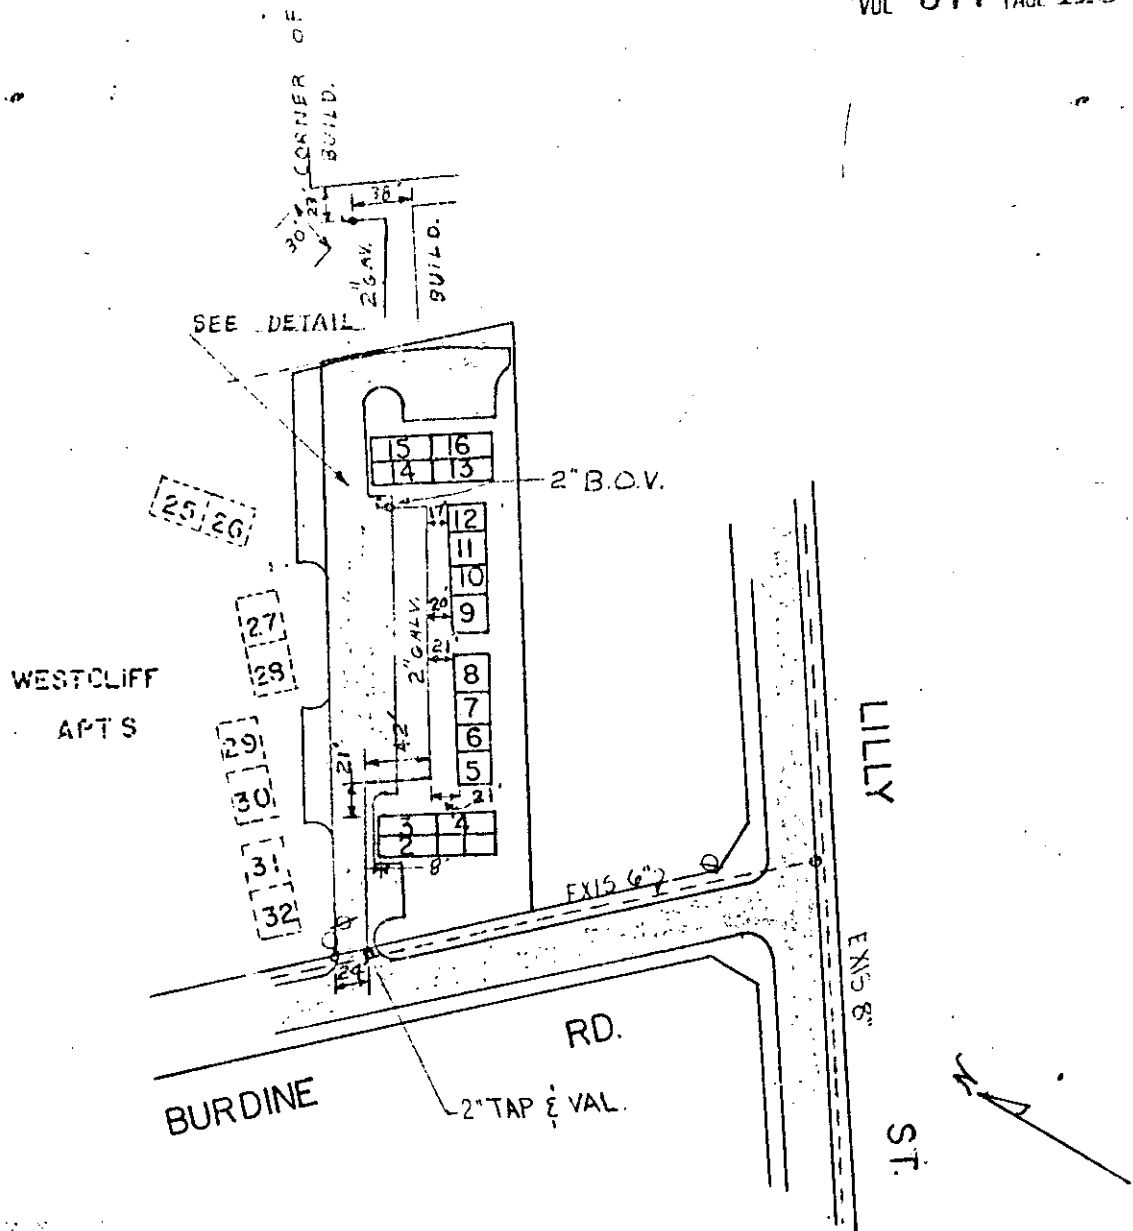 VOL 877 PAGE
CORNER OF
BUILD.
38'
23'
30'
2" GAV.
BUILD.
SEE DETAIL
15 16
14 13
2" B.O.V.
25 26
17'
12
11
10
9
20'
27
28
2" GALV.
21'
8
7
6
5
WESTCLIFF
APTS
29
30
31
32
42'
21'
21'
3 4
2
8'
LILLY
ST.
EXIS 6"
EXIS 8"
24'
RD.
BURDINE
2" TAP & VAL.
N